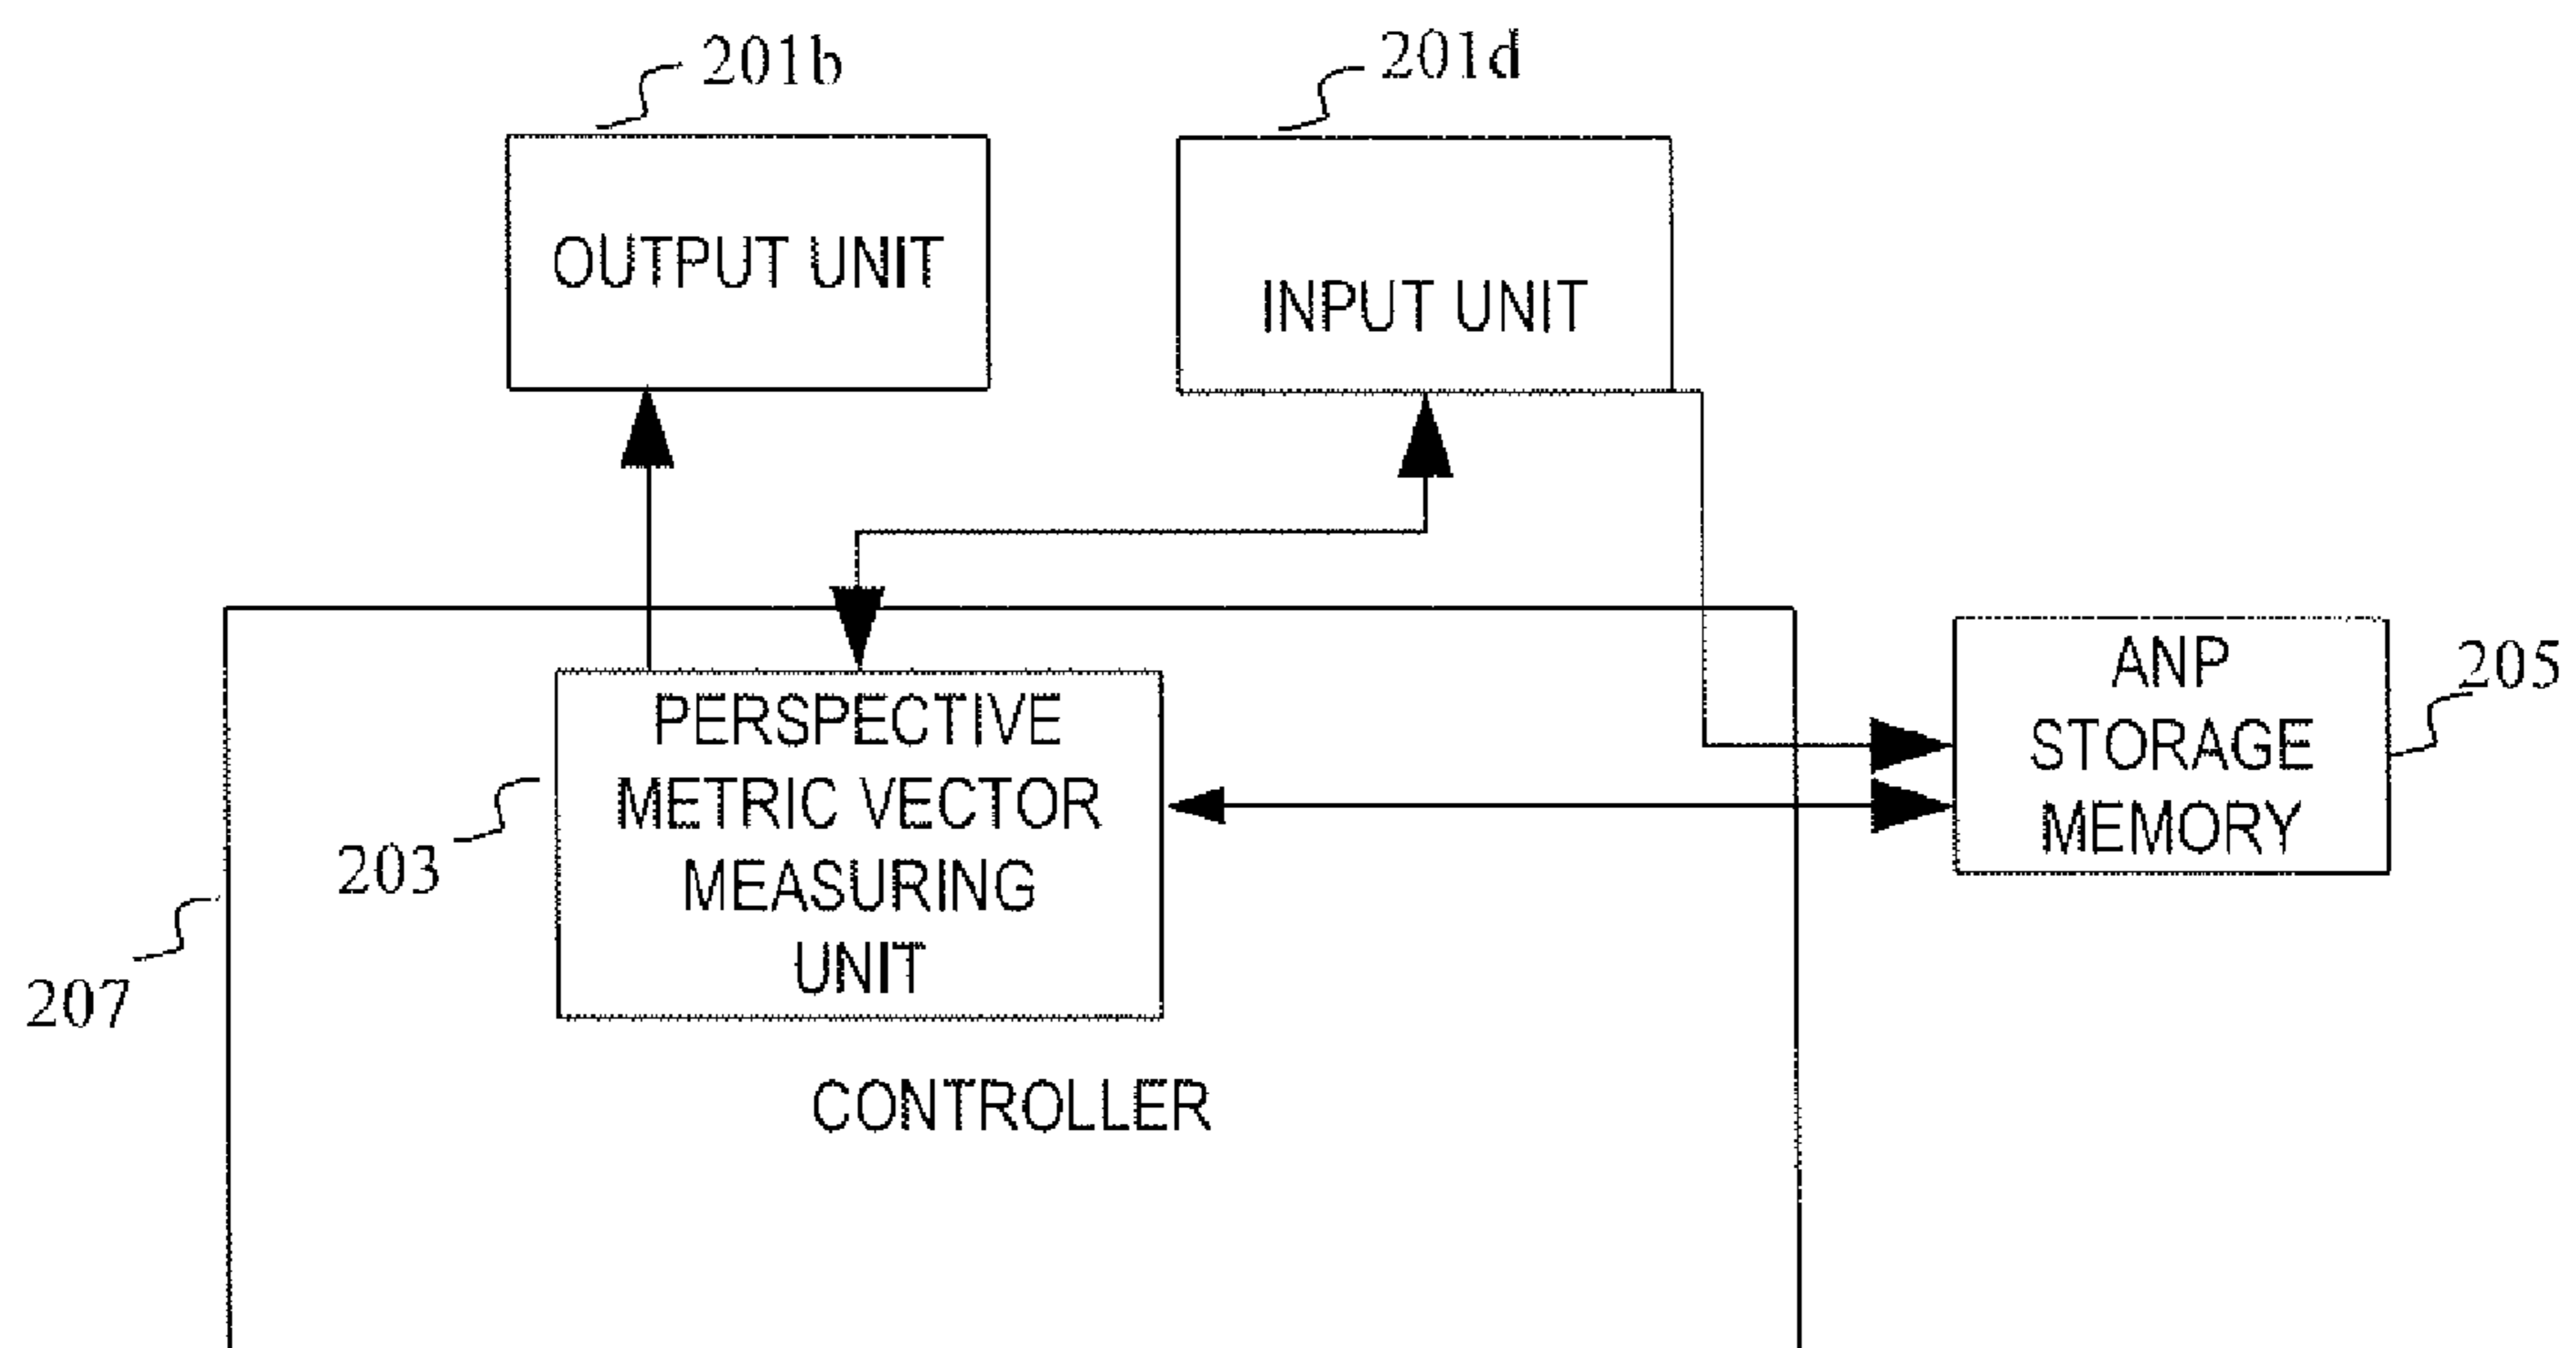 201b
201d
OUTPUT UNIT
INPUT UNIT
PERSPECTIVE
METRIC VECTOR
MEASURING
UNIT
ANP
STORAGE
MEMORY
205
203
207
CONTROLLER